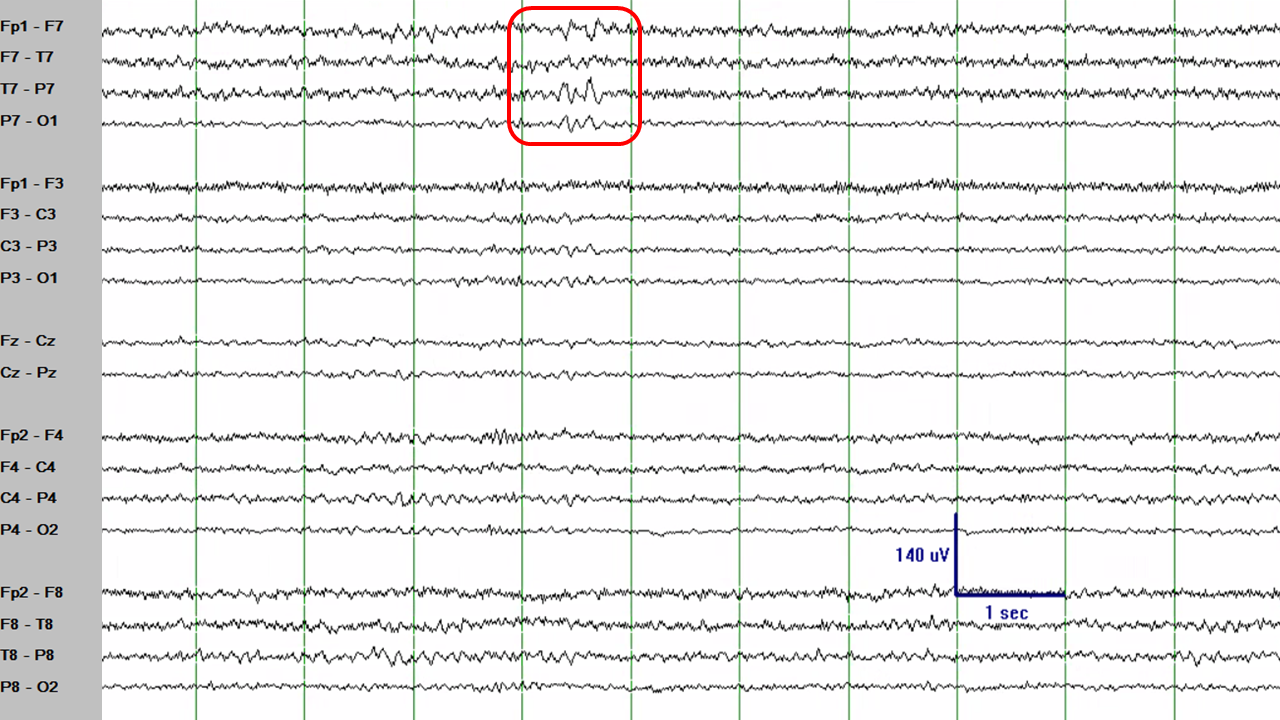 Fp1 - F7
F7 - T7
T7 - P7
P7 - O1
Fp1 - F3
F3 - C3
C3 - P3
P3 - O1
Fz - Cz
Cz - Pz
Fp2 - F4
F4 - C4
C4 - P4
P4 - O2
140 uV
Fp2 - F8
1 sec
F8 - T8
T8 - P8
P8 - O2